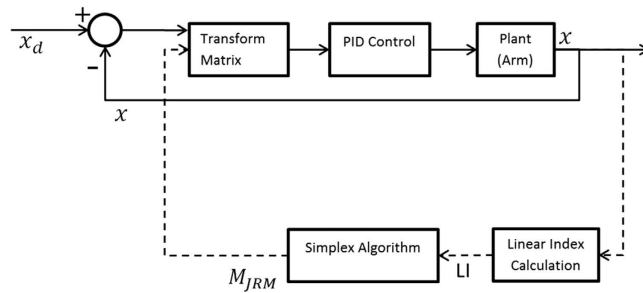 +
x_d
-
Transform
Matrix
PID Control
Plant
(Arm)
x
x
Simplex Algorithm
Linear Index
Calculation
M_JRM
LI